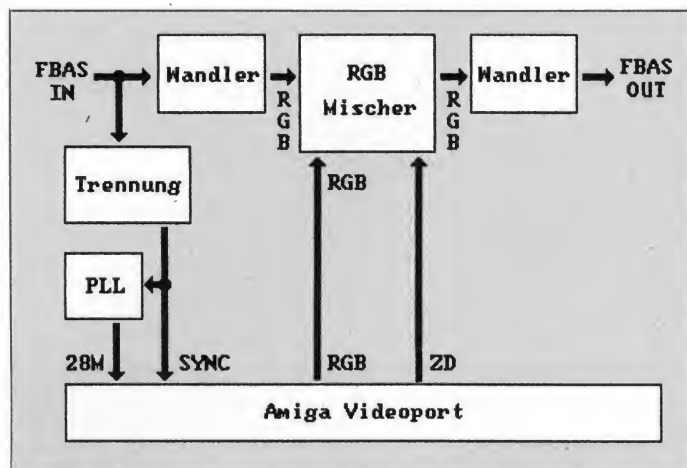 FBAS
IN
Wandler
R
G
B
RGB
Mischer
R
G
B
Wandler
FBAS
OUT
Trennung
RGB
PLL
28M
SYNC
RGB
ZD
Amiga Videoport